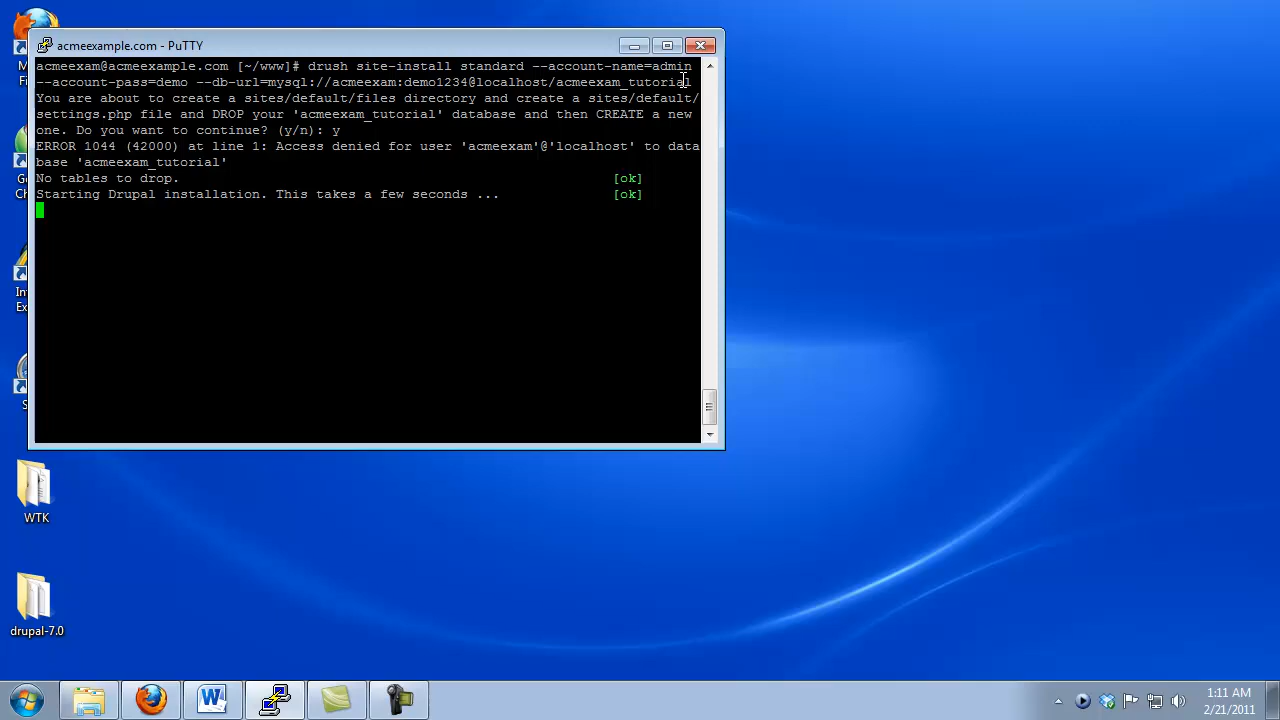 acmeexample.com - PuTTY
acmeexam@acmeexample.com [~/www]# drush site-install standard --account-name=admin
--account-pass=demo --db-url=mysql://acmeexam:demo1234@localhost/acmeexam_tutorial
You are about to create a sites/default/files directory and create a sites/default/
settings.php file and DROP your 'acmeexam_tutorial' database and then CREATE a new
one. Do you want to continue? (y/n): y
ERROR 1044 (42000) at line 1: Access denied for user 'acmeexam'@'localhost' to data
base 'acmeexam_tutorial'
No tables to drop. [ok]
Starting Drupal installation. This takes a few seconds ... [ok]
WTK
drupal-7.0
1:11 AM
2/21/2011